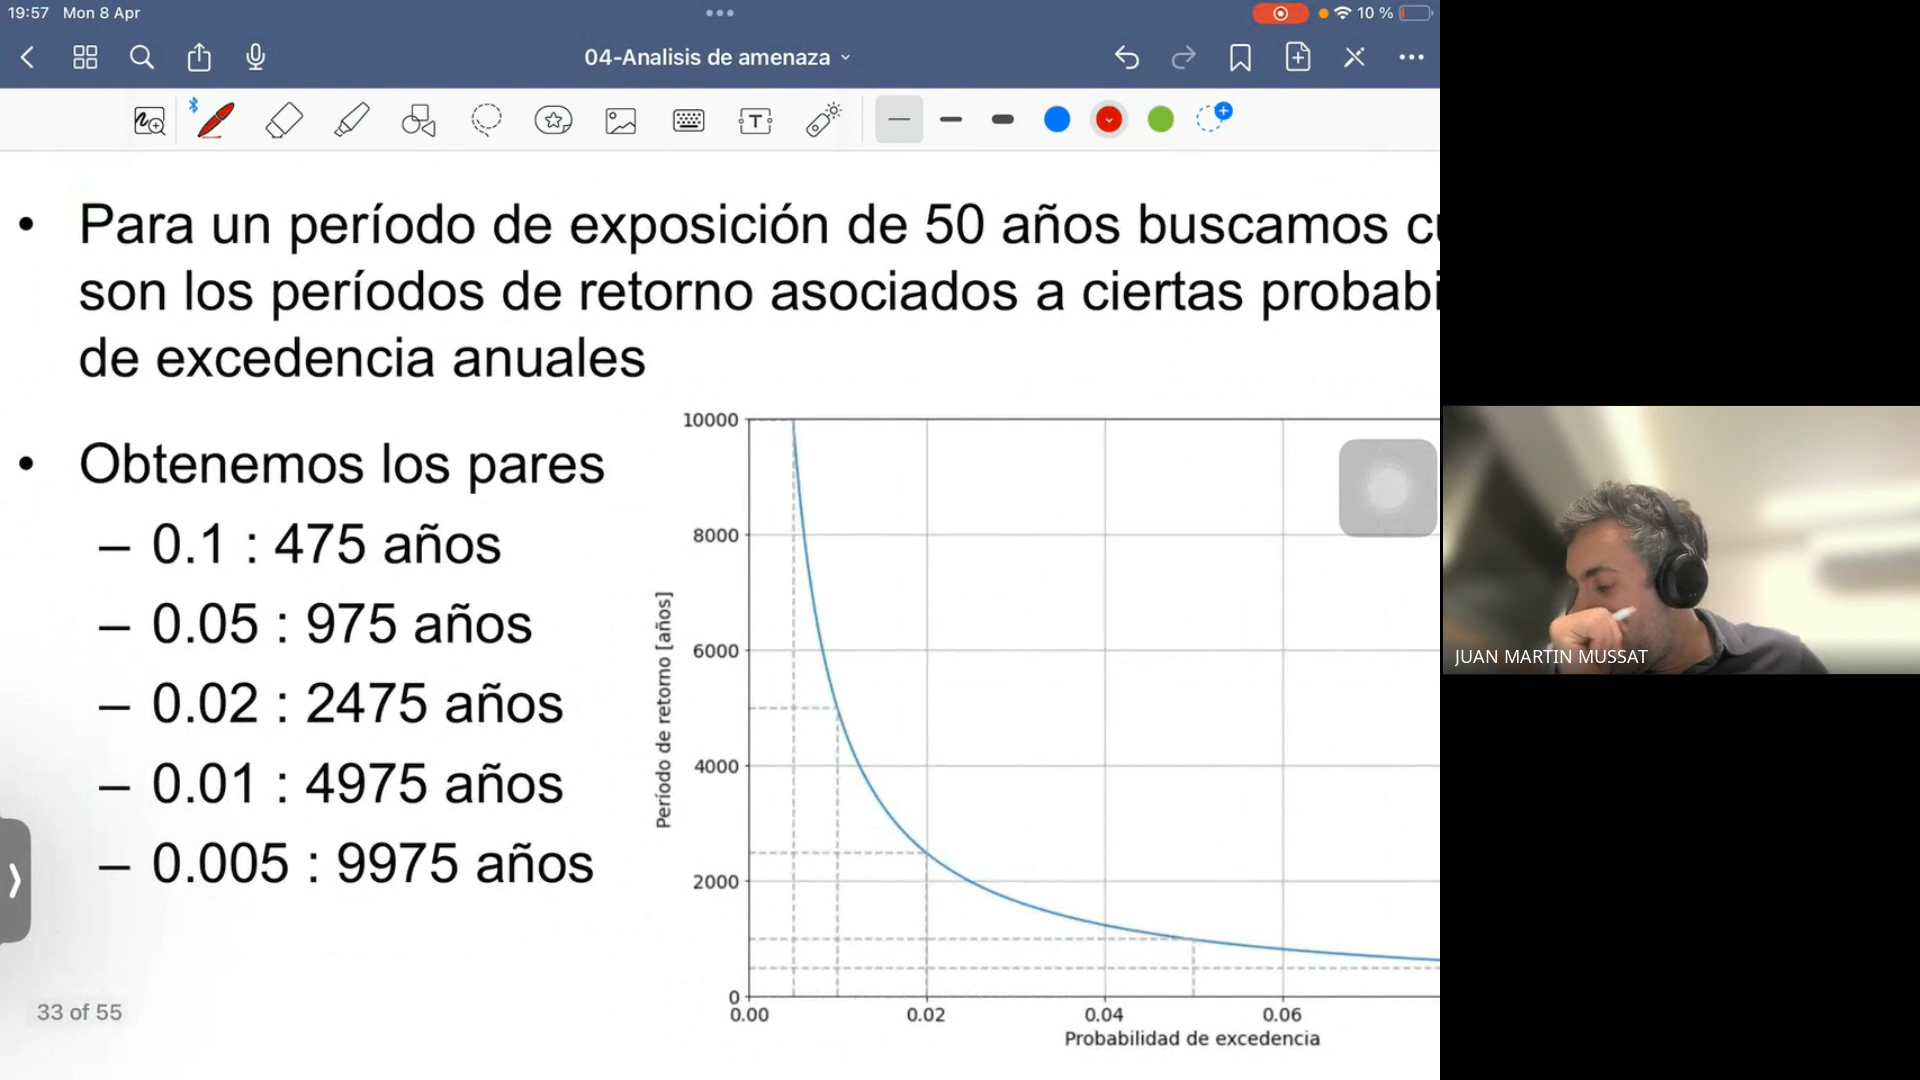 19:57 Mon 8 Apr
10 %
04-Analisis de amenaza
• Para un período de exposición de 50 años buscamos
son los períodos de retorno asociados a ciertas probabi
de excedencia anuales
• Obtenemos los pares
– 0.1 : 475 años
– 0.05 : 975 años
– 0.02 : 2475 años
– 0.01 : 4975 años
– 0.005 : 9975 años
10000
8000
6000
4000
2000
0
Período de retorno [años]
0.00 0.02 0.04 0.06
Probabilidad de excedencia
33 of 55
JUAN MARTIN MUSSAT